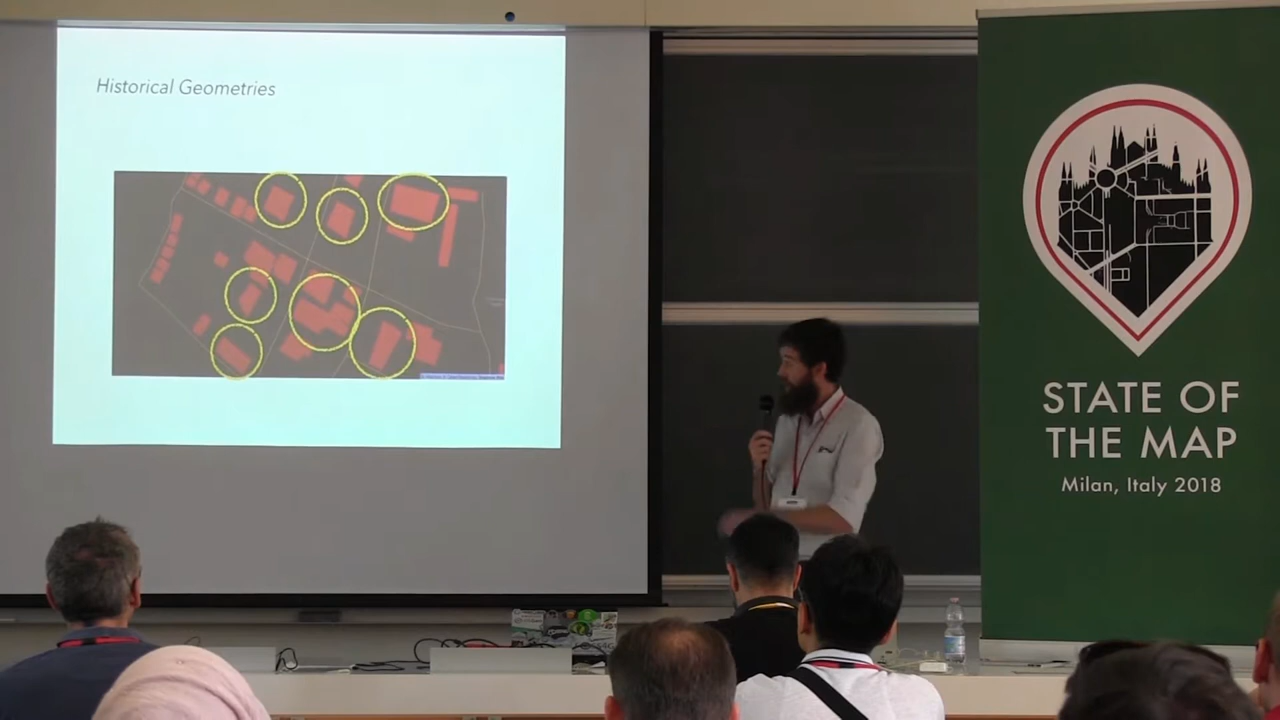 Historical Geometries
STATE OF
THE MAP
Milan, Italy 2018